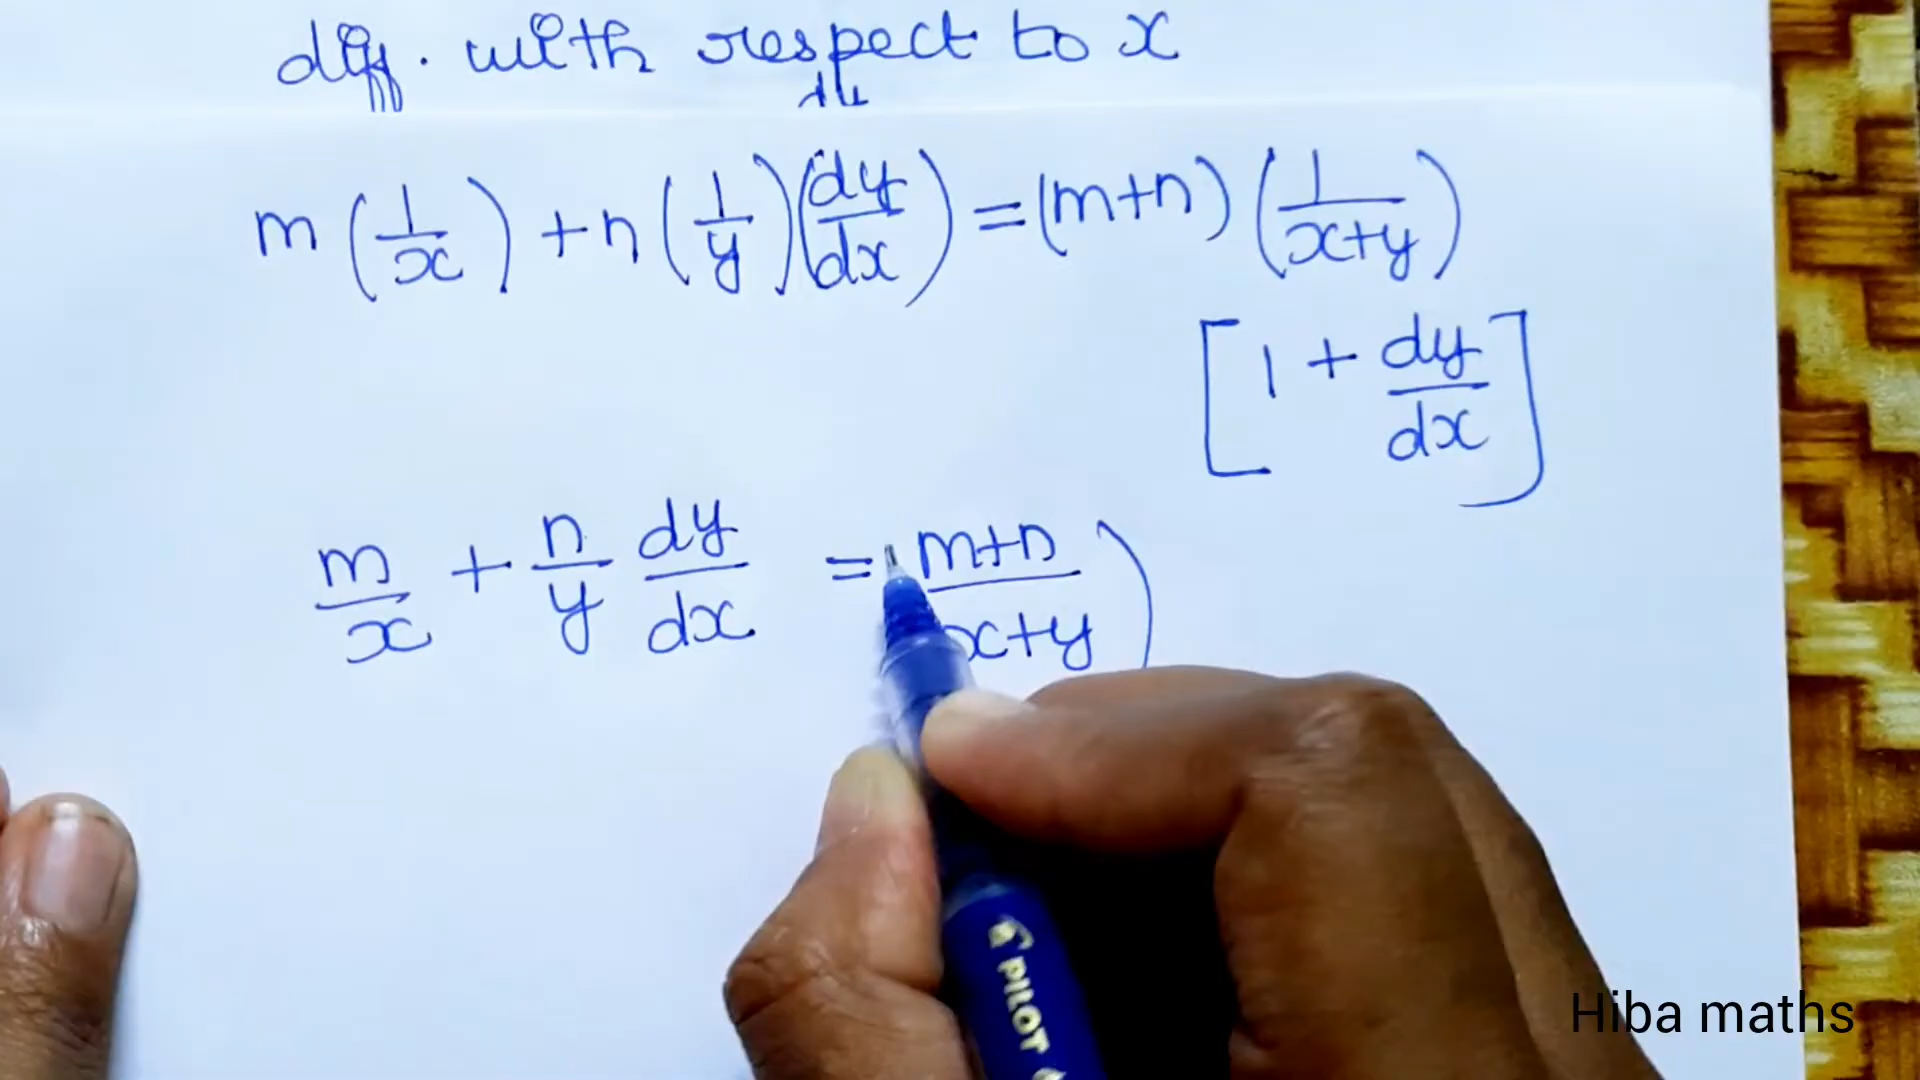 diff. with respect to x
m (1/x) + n (1/y) (dy/dx) = (m+n) (1/x+y)
[1 + dy/dx]
m/x + n/y dy/dx = m+n/x+y )
PILOT
Hiba maths